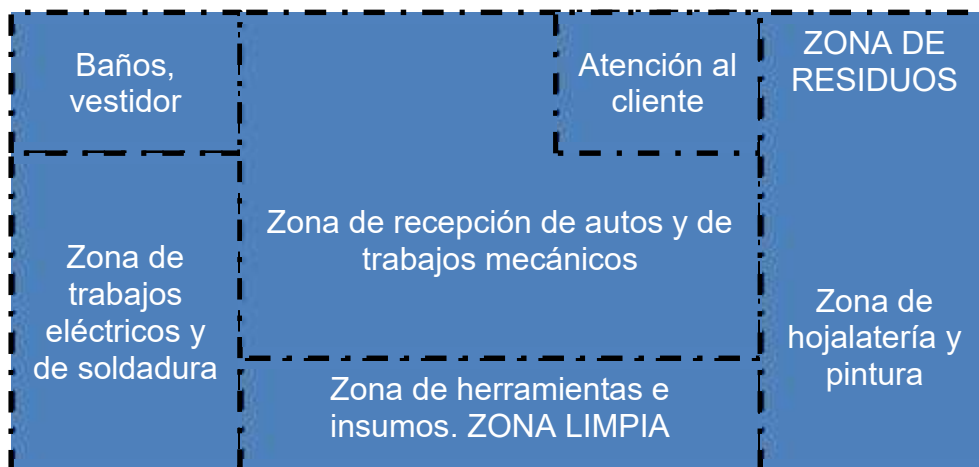 Baños,
vestidor
Atención al
cliente
ZONA DE
RESIDUOS
Zona de recepción de autos y de
trabajos mecánicos
Zona de
trabajos
eléctricos y
de soldadura
Zona de
hojalatería y
pintura
Zona de herramientas e
insumos. ZONA LIMPIA